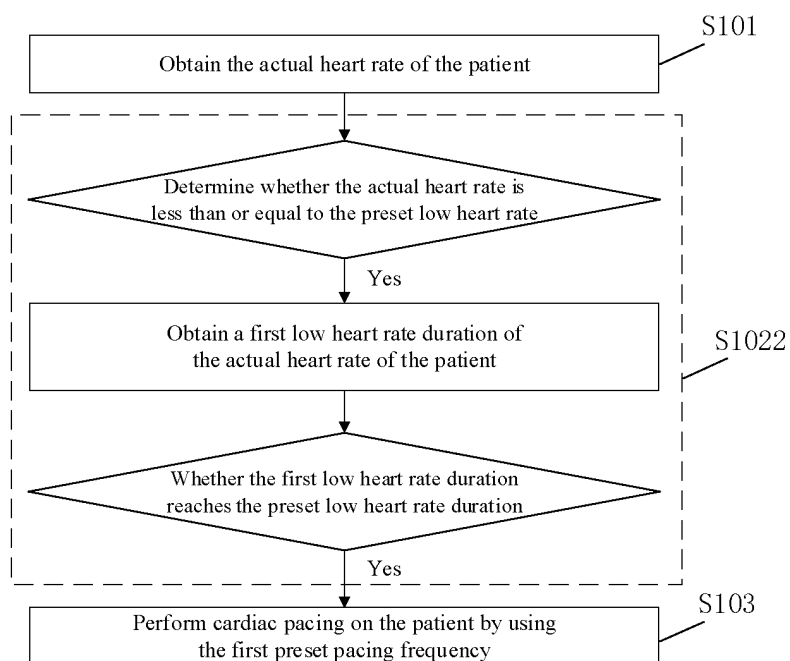 S101
Obtain the actual heart rate of the patient
Determine whether the actual heart rate is
less than or equal to the preset low heart rate
Yes
Obtain a first low heart rate duration of
the actual heart rate of the patient
S1022
Whether the first low heart rate duration
reaches the preset low heart rate duration
Yes
S103
Perform cardiac pacing on the patient by using
the first preset pacing frequency